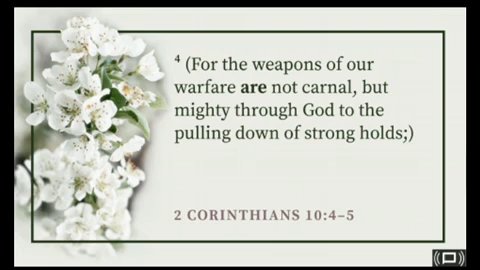 4 (For the weapons of our
warfare are not carnal, but
mighty through God to the
pulling down of strong holds;)
2 CORINTHIANS 10:4–5